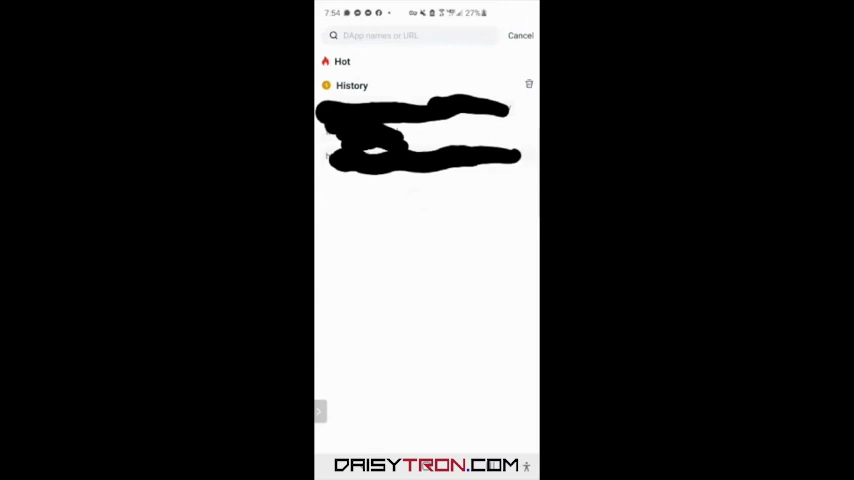 7:54 27%
DApp names or URL Cancel
Hot
History
DAISYTRON.COM